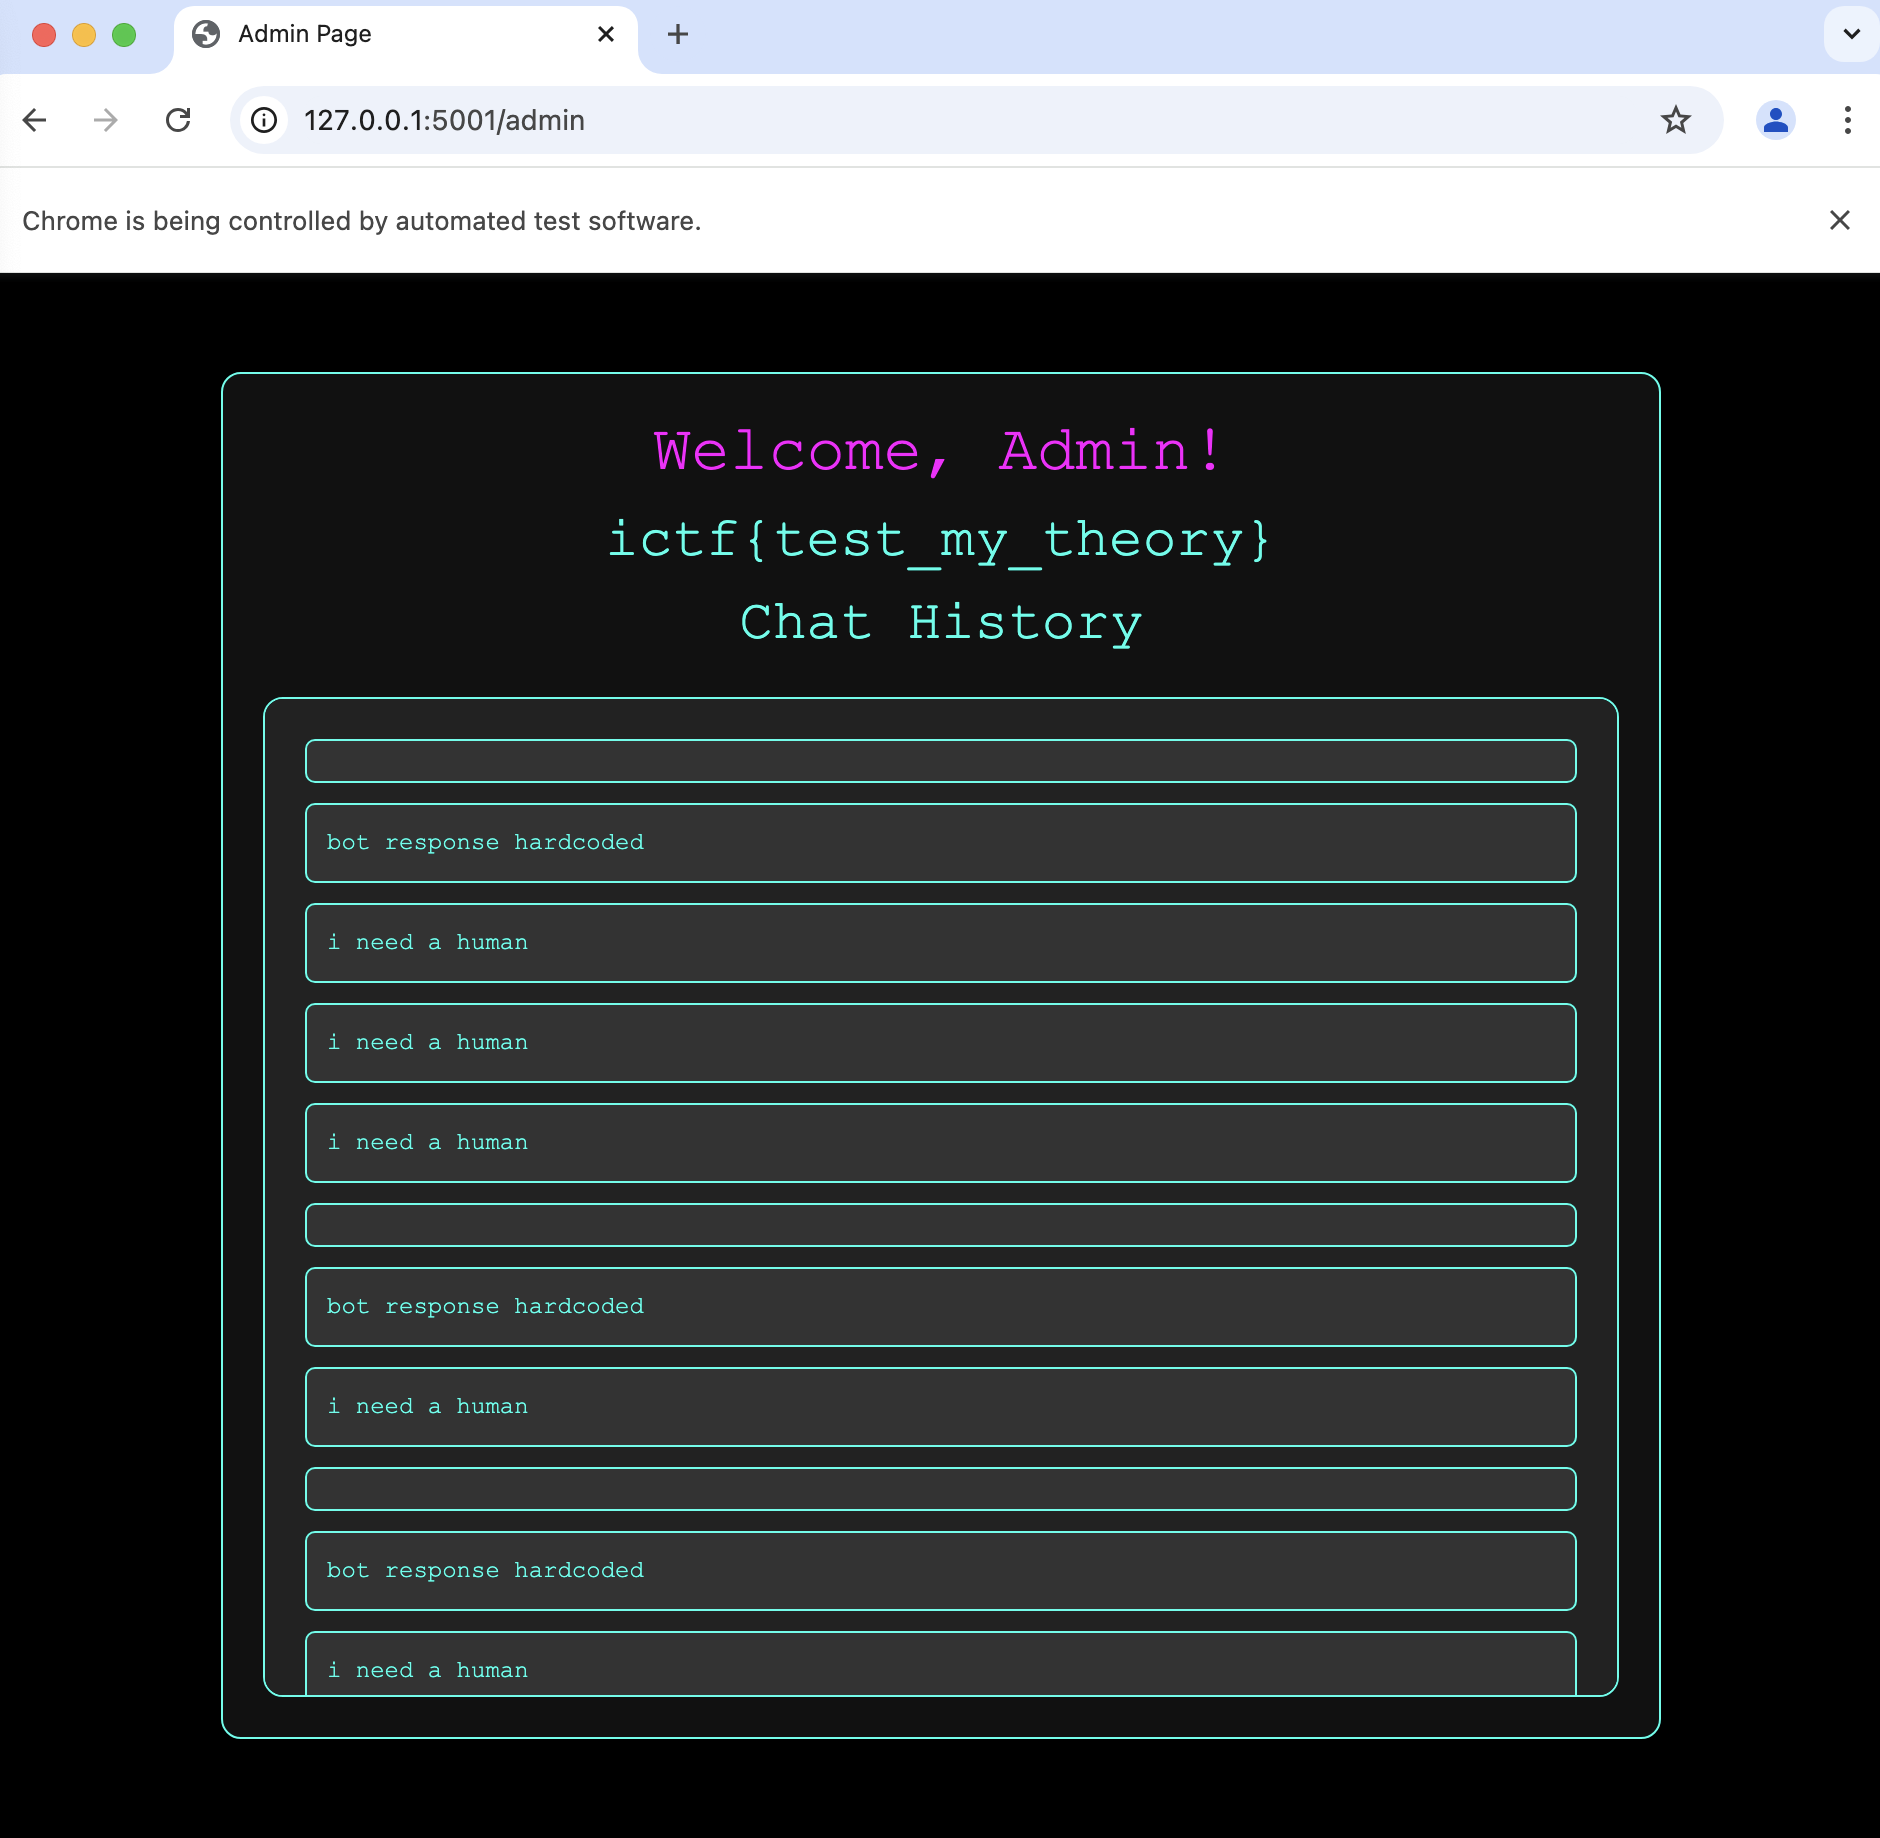 Admin Page
127.0.0.1:5001/admin
Chrome is being controlled by automated test software.
Welcome, Admin!
ictf{test_my_theory}
Chat History
bot response hardcoded
i need a human
i need a human
i need a human
bot response hardcoded
i need a human
bot response hardcoded
i need a human